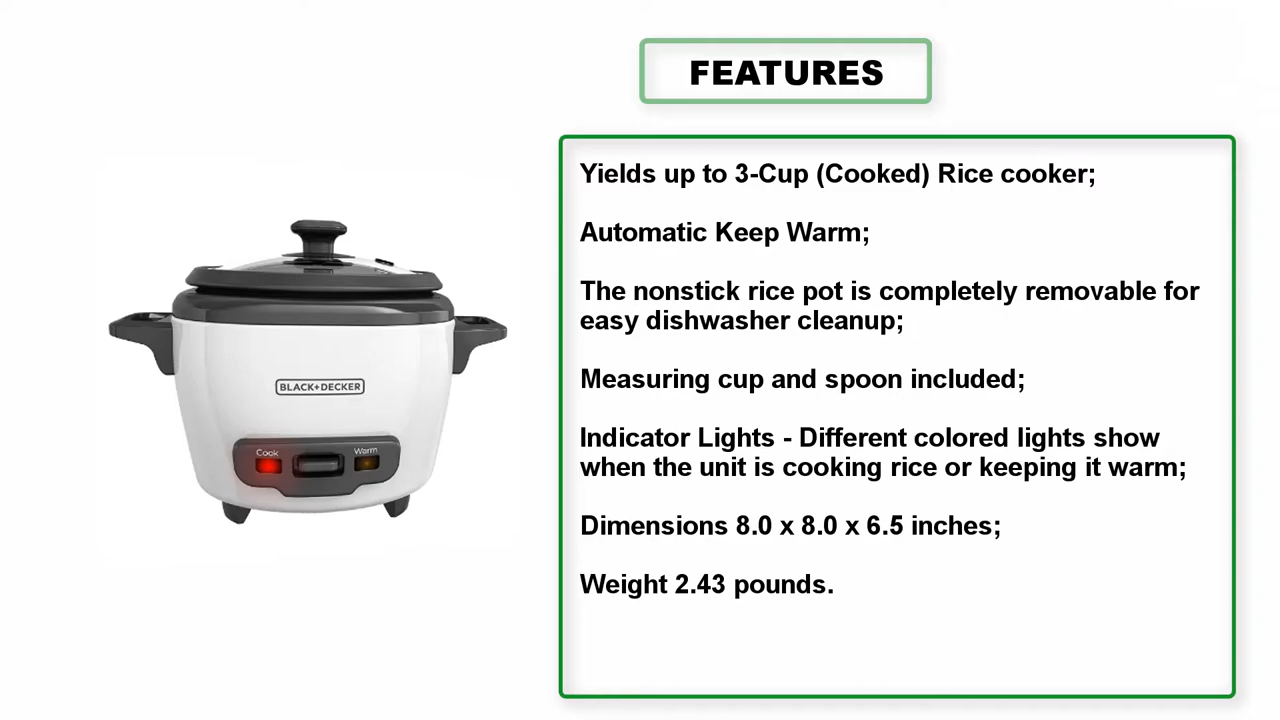 FEATURES
Yields up to 3-Cup (Cooked) Rice cooker;
Automatic Keep Warm;
The nonstick rice pot is completely removable for
easy dishwasher cleanup;
Measuring cup and spoon included;
Indicator Lights - Different colored lights show
when the unit is cooking rice or keeping it warm;
Dimensions 8.0 x 8.0 x 6.5 inches;
Weight 2.43 pounds.
BLACK+DECKER
Cook Warm